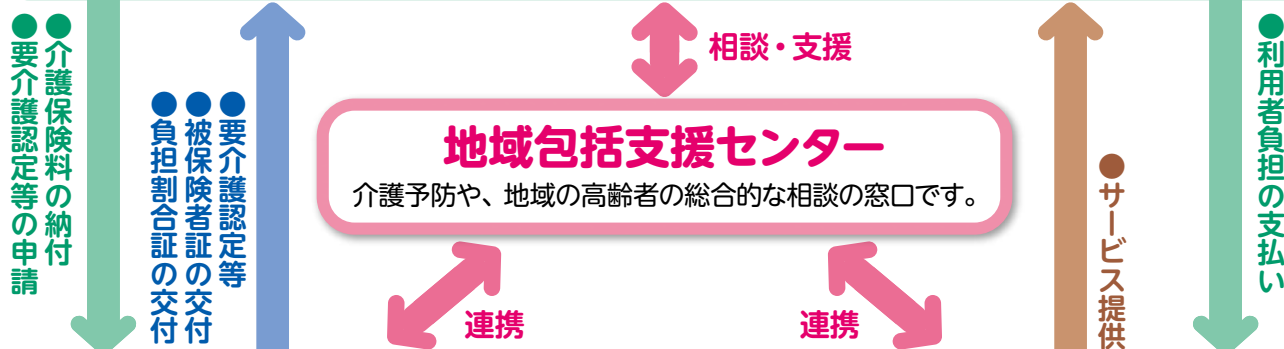 ●介護保険料の納付
●要介護認定等の申請
●要介護認定等
●被保険者証の交付
●負担割合証の交付
相談・支援
地域包括支援センター
介護予防や、地域の高齢者の総合的な相談の窓口です。
連携
連携
●サービス提供
●利用者負担の支払い